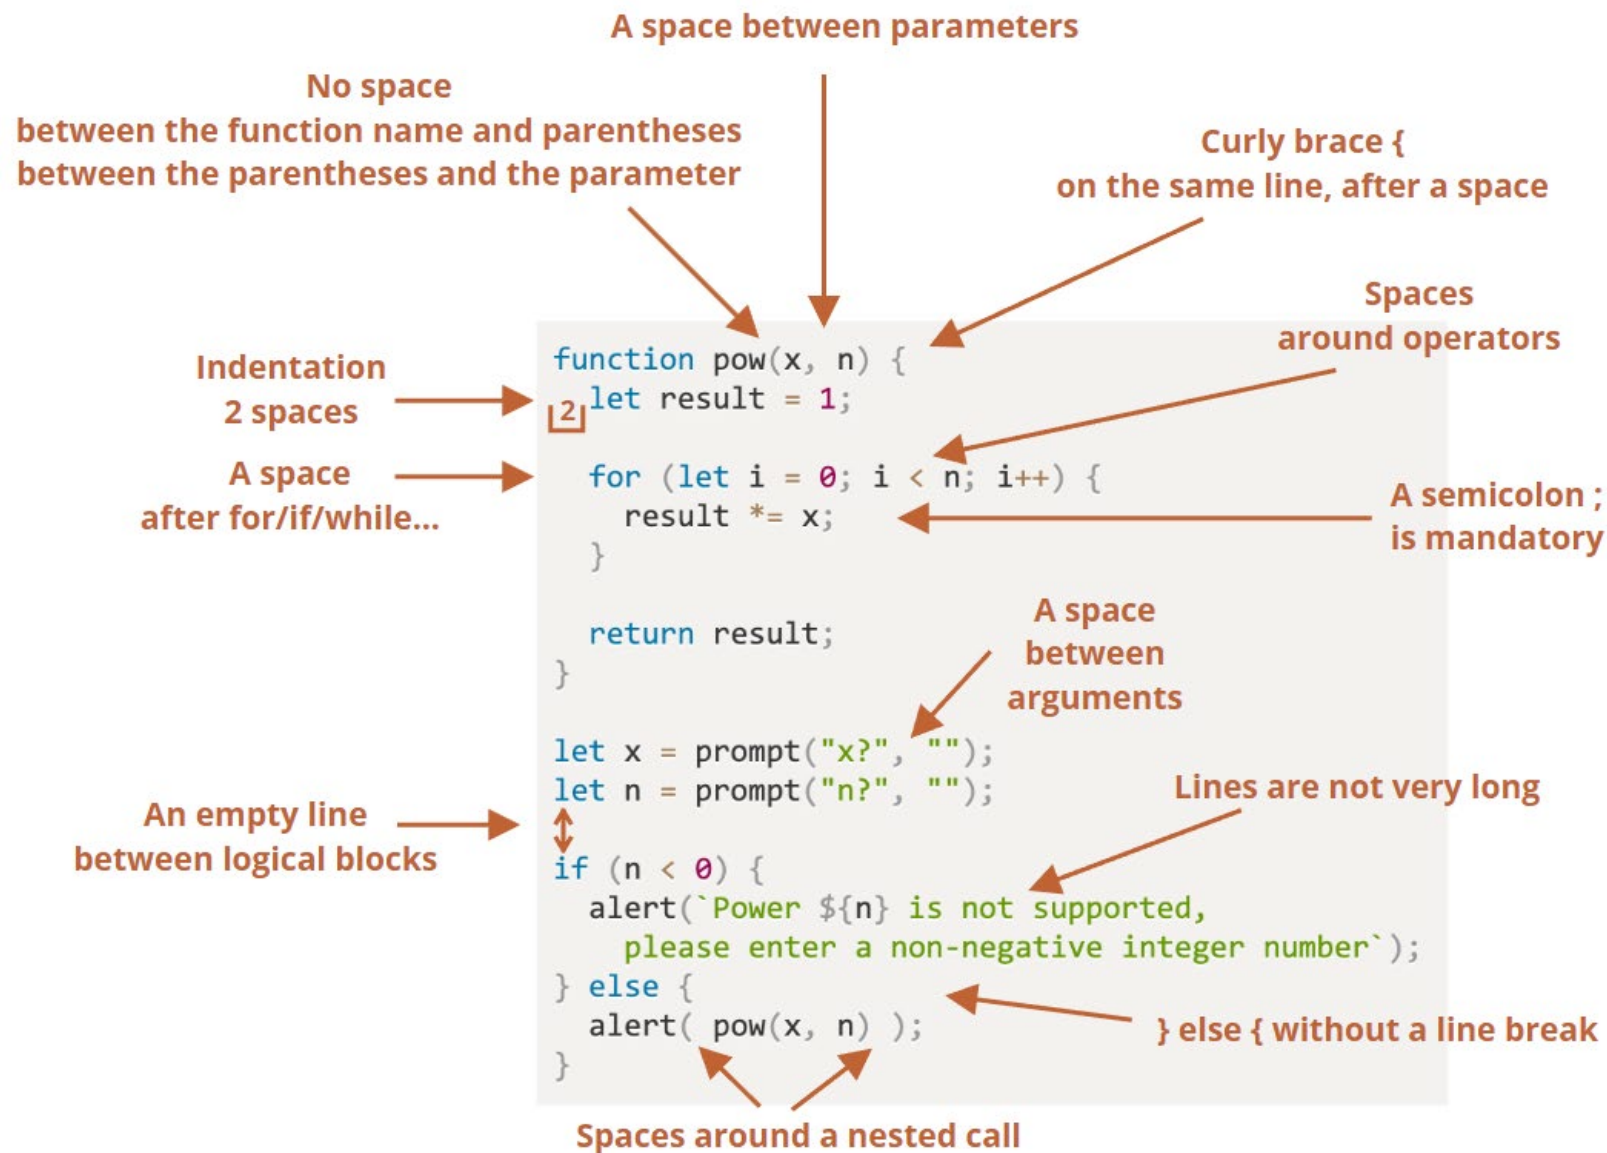 A space between parameters
No space
between the function name and parentheses
between the parentheses and the parameter
Curly brace {
on the same line, after a space
Spaces
around operators
Indentation
2 spaces
A space
after for/if/while...
A semicolon ;
is mandatory
function pow(x, n) {
2
  let result = 1;

  for (let i = 0; i < n; i++) {
    result *= x;
  }

  return result;
}
A space
between
arguments

let x = prompt("x?", "");
let n = prompt("n?", "");
Lines are not very long
An empty line
between logical blocks

if (n < 0) {
  alert(`Power ${n} is not supported,
    please enter a non-negative integer number`);
} else {
  alert( pow(x, n) );
}
} else { without a line break
Spaces around a nested call